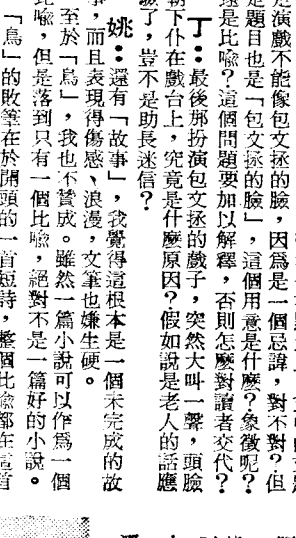 是演戲不能像包文拯的臉，因爲是一個忌諱，對不對？但
是題目也是「包文拯的臉」，這個用意是什麽？象徵呢？
還是比喩？這個問題要加以解釋，否則怎麽對讀者交代？
丁：最後那扮演包文拯的戲子，突然大叫一聲，頭臉
朝下仆在戲台上，究竟是什麽原因？假如說是老人的話應
驗了，豈不是助長迷信？
姚：還有「故事」，我覺得這根本是一個未完成的故
事，而且表現得傷感、浪漫，文筆也嫌生硬。
至於「鳥」，我也不贊成。雖然一篇小說可以作爲一個
比喩，但是落到只有一個比喩，絕對不是一篇好的小說。
「鳥」的敗筆在於開頭的一首短詩，整個比喩都在這首